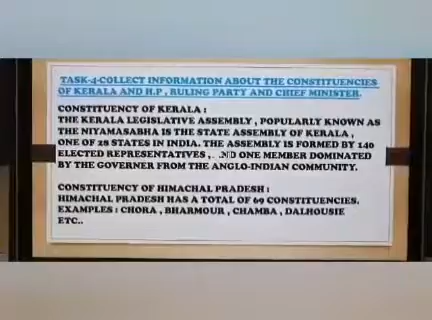 TASK-4-COLLECT INFORMATION ABOUT THE CONSTITUENCIES
OF KERALA AND H.P , RULING PARTY AND CHIEF MINISTER.
CONSTITUENCY OF KERALA :
THE KERALA LEGISLATIVE ASSEMBLY , POPULARLY KNOWN AS
THE NIYAMASABHA IS THE STATE ASSEMBLY OF KERALA ,
ONE OF 28 STATES IN INDIA. THE ASSEMBLY IS FORMED BY 140
ELECTED REPRESENTATIVES , AND ONE MEMBER DOMINATED
BY THE GOVERNER FROM THE ANGLO-INDIAN COMMUNITY.
CONSTITUENCY OF HIMACHAL PRADESH :
HIMACHAL PRADESH HAS A TOTAL OF 69 CONSTITUENCIES.
EXAMPLES : CHORA , BHARMOUR , CHAMBA , DALHOUSIE
ETC..